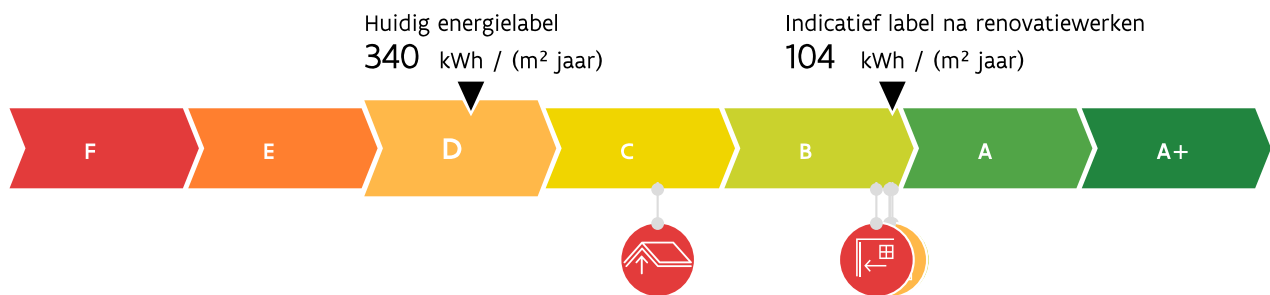 Huidig energielabel
340 kWh / (m² jaar)
Indicatief label na renovatiewerken
104 kWh / (m² jaar)
F E D C B A A+